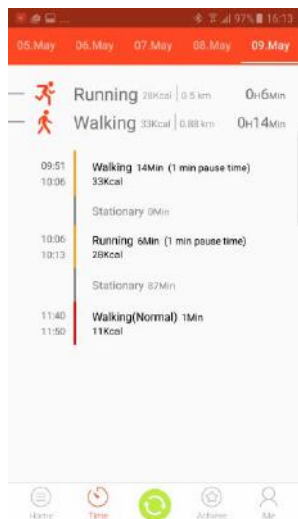 97% 16:13
05.May 06.May 07.May 08.May 09.May
Running 28Kcal 0.5 km 0H6Min
Walking 33Kcal 0.88 km 0H14Min
09:51 Walking 14Min (1 min pause time)
10:06 33Kcal
Stationary 0Min
10:06 Running 6Min (1 min pause time)
10:13 28Kcal
Stationary 87Min
11:40 Walking(Normal) 1Min
11:50 11Kcal
Home Time Achieve Me